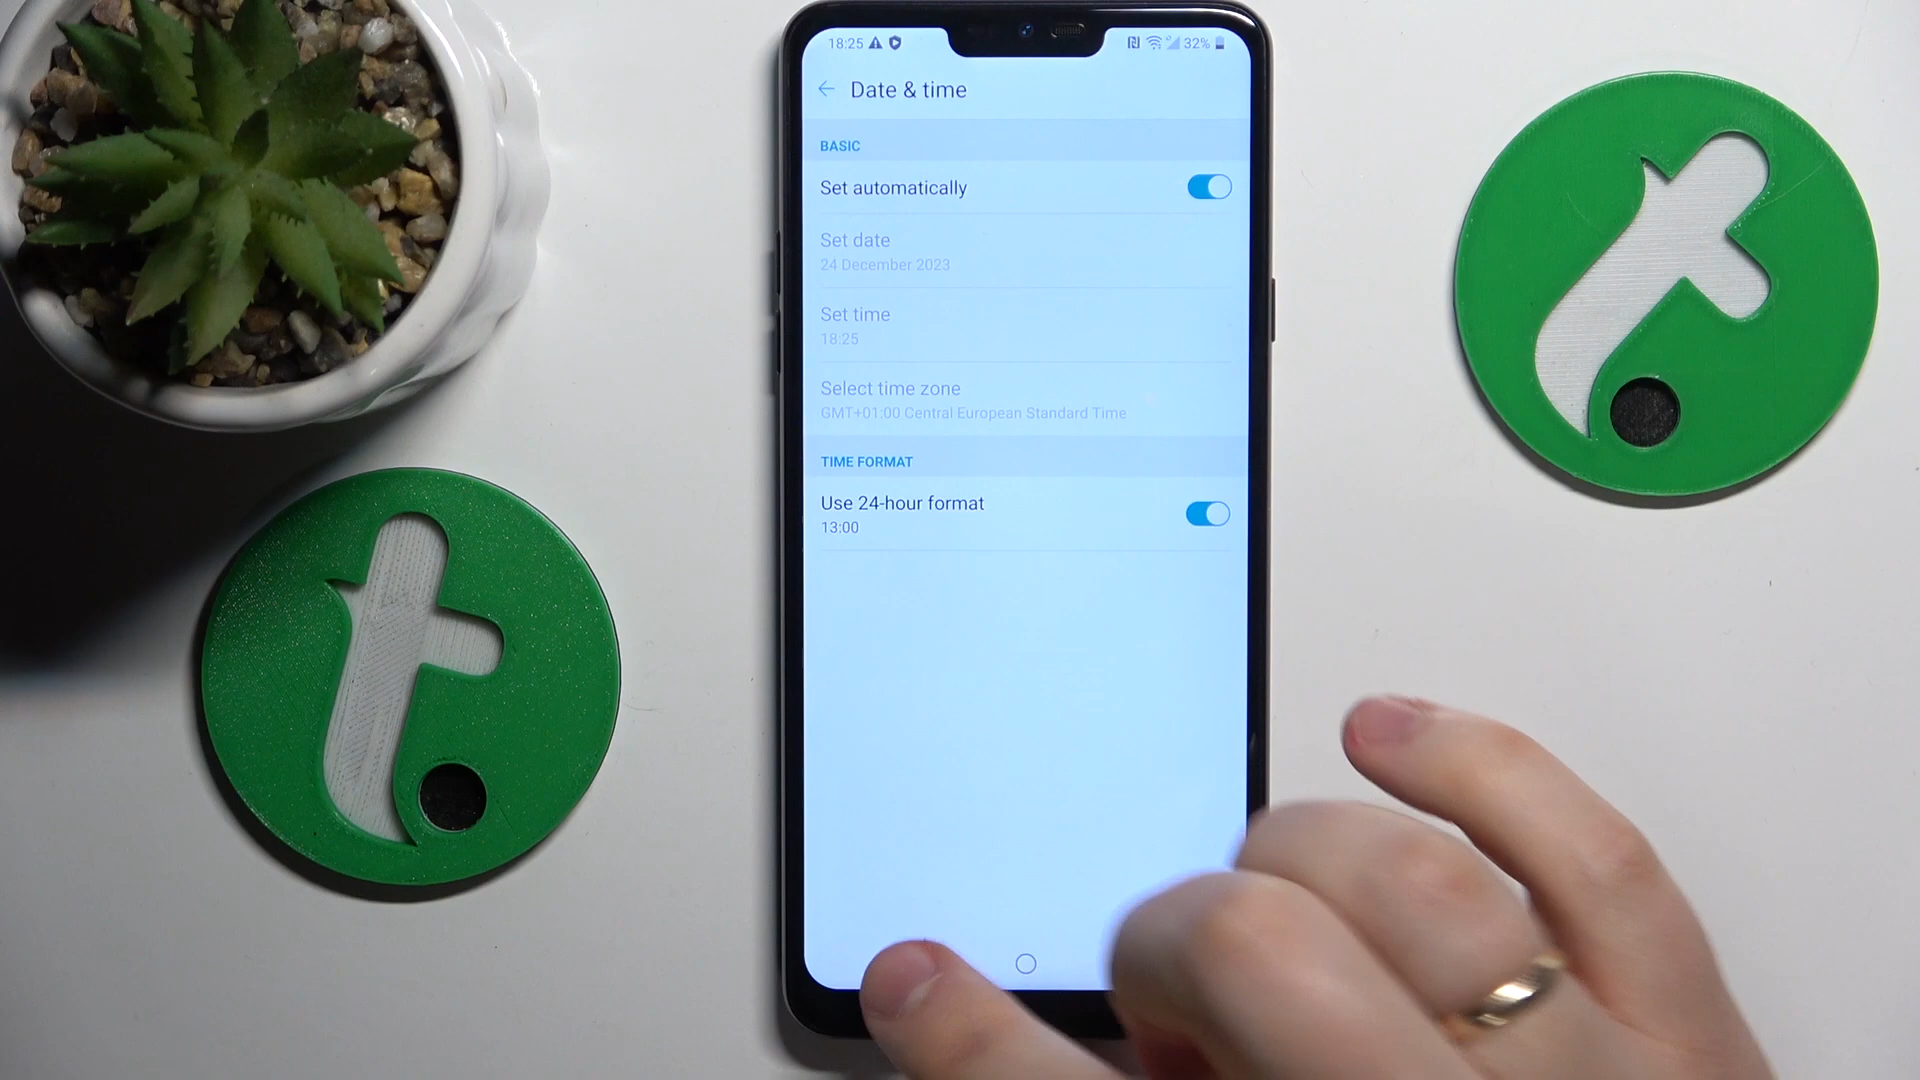 18:25
32%
Date & time
BASIC
Set automatically
Set date
24 December 2023
Set time
18:25
Select time zone
GMT+01:00 Central European Standard Time
TIME FORMAT
Use 24-hour format
13:00
t.
t.